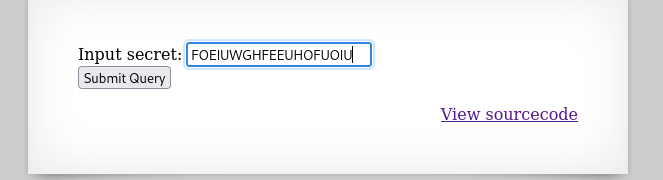 Input secret: FOEIUWGHFEEUHOFUOIU
Submit Query
View sourcecode